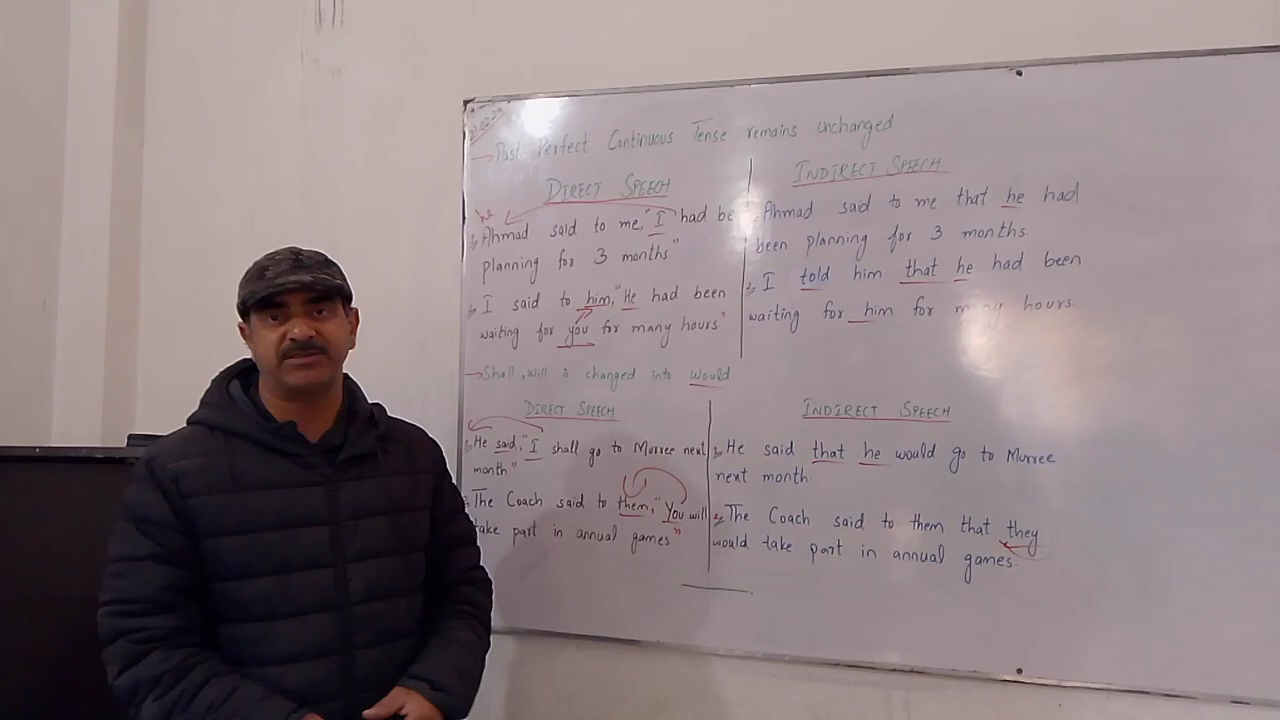 Past Perfect Continuous Tense remains unchanged
DIRECT SPEECH
he
Ahmad said to me, "I had be
planning for 3 months"
I said to him, "He had been
waiting for you for many hours."
INDIRECT SPEECH
Ahmad said to me that he had
been planning for 3 months.
2, I told him that he had been
waiting for him for many hours.
Shall, will is changed into would
DIRECT SPEECH
He said, "I shall go to Murree next
month."
The Coach said to them, "You will
take part in annual games"
INDIRECT SPEECH
1, He said that he would go to Murree
next month.
2, The Coach said to them that they
would take part in annual games.